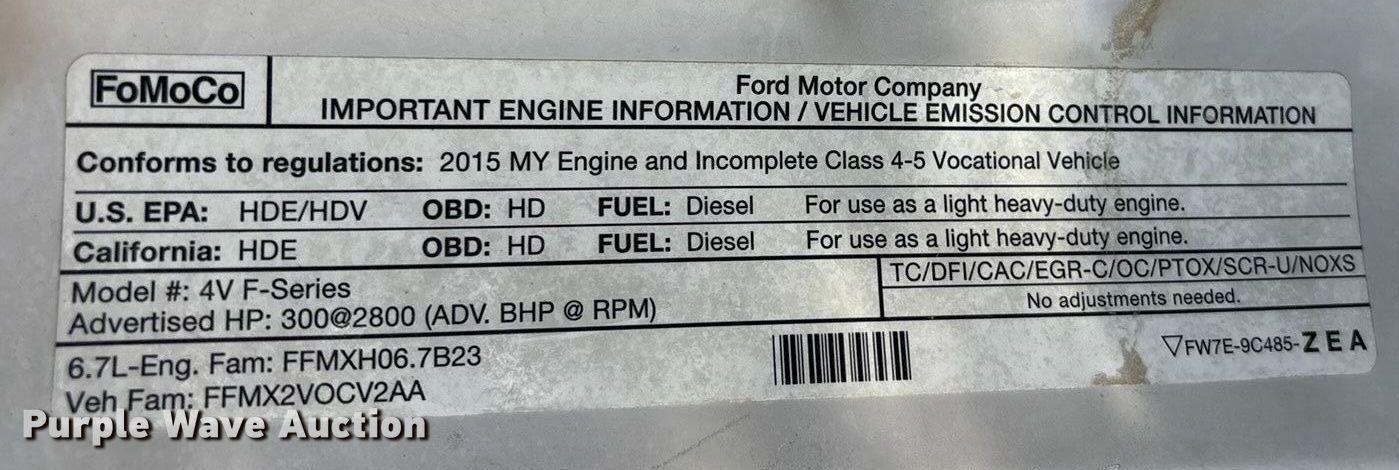 FoMoCo
Ford Motor Company
IMPORTANT ENGINE INFORMATION / VEHICLE EMISSION CONTROL INFORMATION
Conforms to regulations: 2015 MY Engine and Incomplete Class 4-5 Vocational Vehicle
U.S. EPA: HDE/HDV OBD: HD FUEL: Diesel For use as a light heavy-duty engine.
California: HDE OBD: HD FUEL: Diesel For use as a light heavy-duty engine.
Model #: 4V F-Series
Advertised HP: 300@2800 (ADV. BHP @ RPM)
TC/DFI/CAC/EGR-C/OC/PTOX/SCR-U/NOXS
No adjustments needed.
6.7L-Eng. Fam: FFMXH06.7B23
Veh Fam: FFMX2VOCV2AA
▽FW7E-9C485-ZEA
Purple Wave Auction